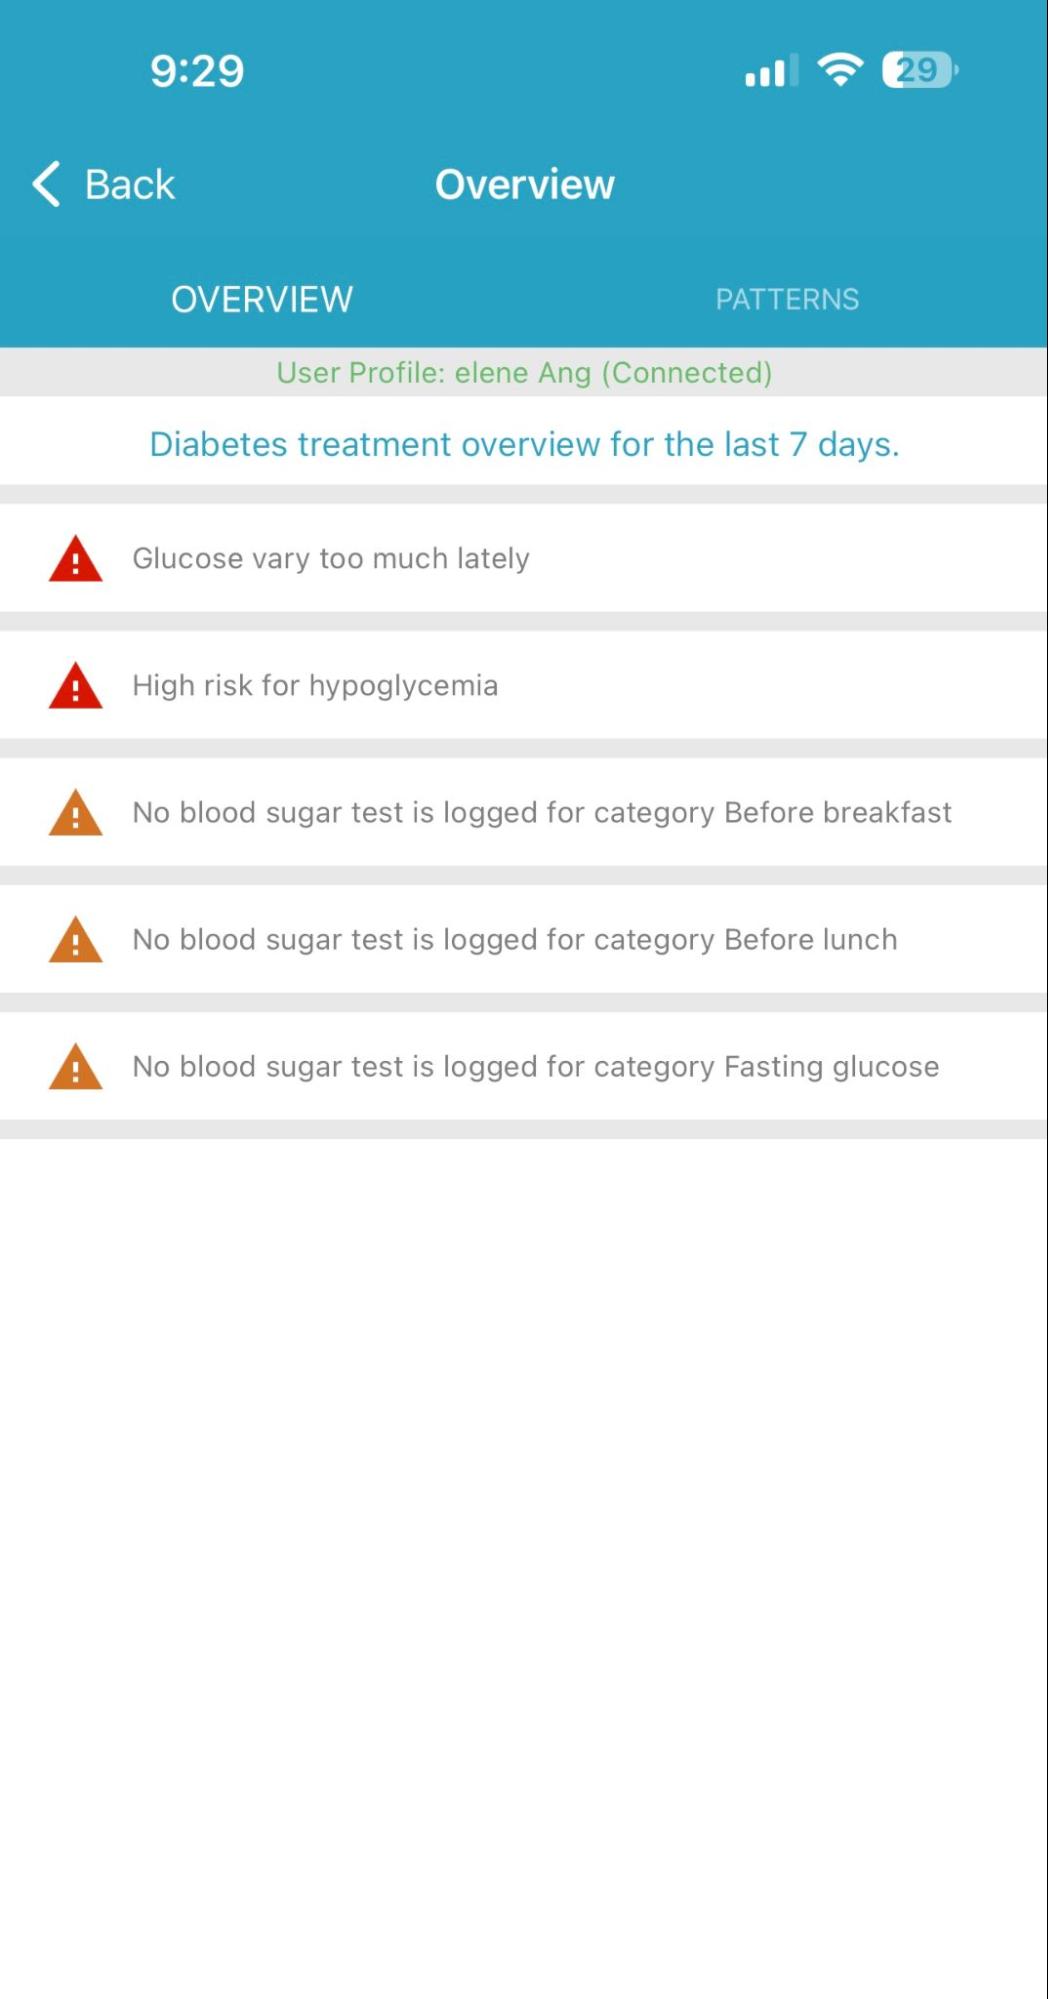 9:29
29
Back
Overview
OVERVIEW
PATTERNS
User Profile: elene Ang (Connected)
Diabetes treatment overview for the last 7 days.
Glucose vary too much lately
High risk for hypoglycemia
No blood sugar test is logged for category Before breakfast
No blood sugar test is logged for category Before lunch
No blood sugar test is logged for category Fasting glucose